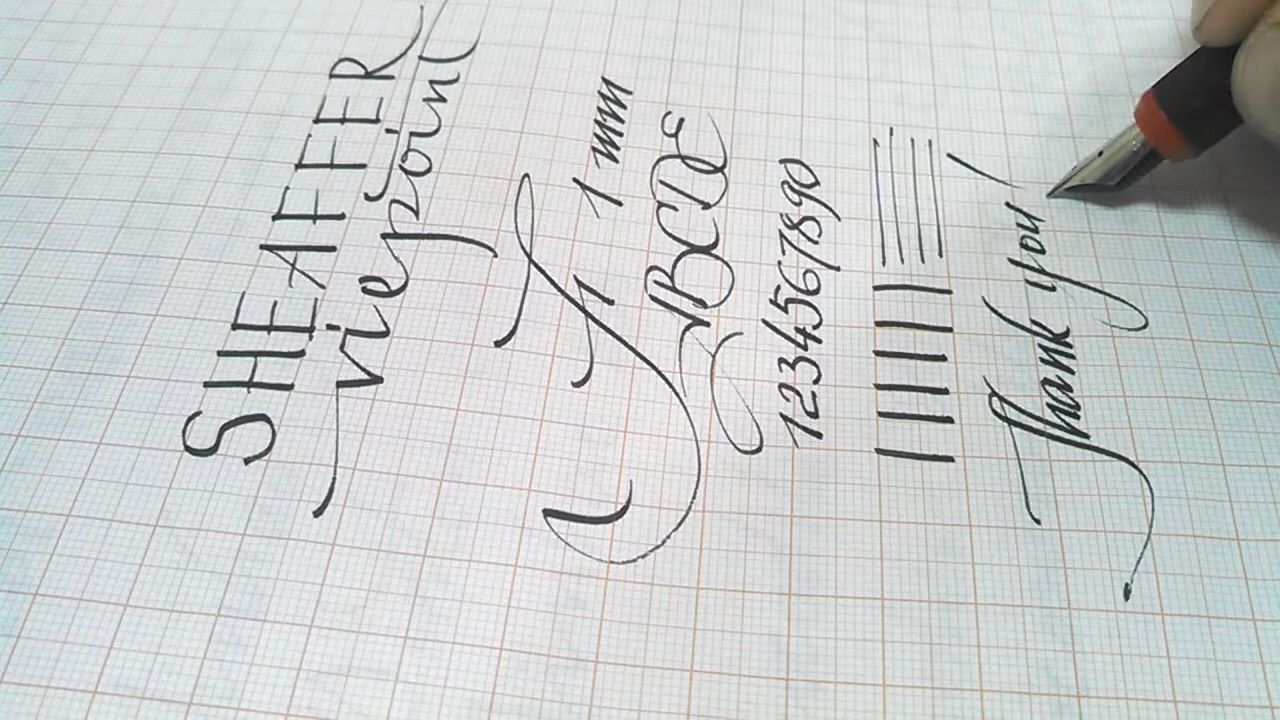 SHEAFFER
viepoint
F 1 mm
ABCDE
1234567890
Thank you !